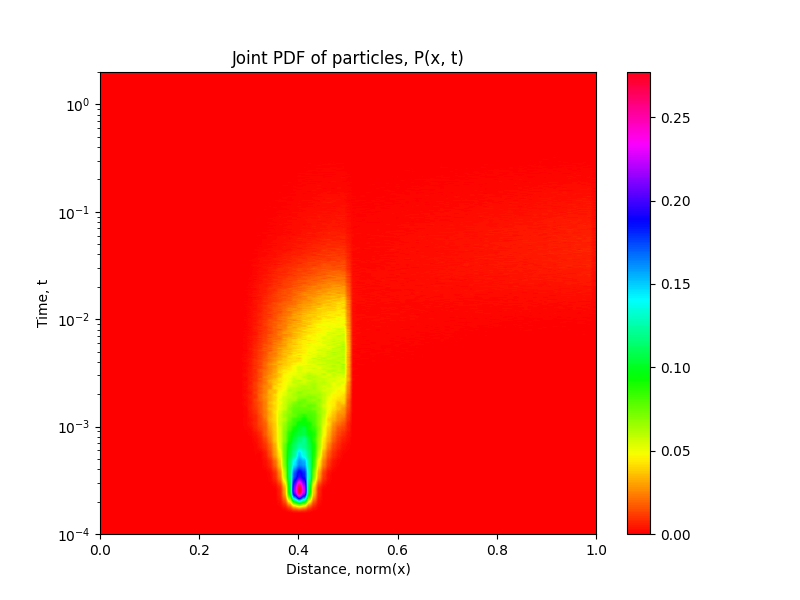 Joint PDF of particles, P(x, t)
Time, t
10⁰
10⁻¹
10⁻²
10⁻³
10⁻⁴
0.0 0.2 0.4 0.6 0.8 1.0
Distance, norm(x)
0.25
0.20
0.15
0.10
0.05
0.00